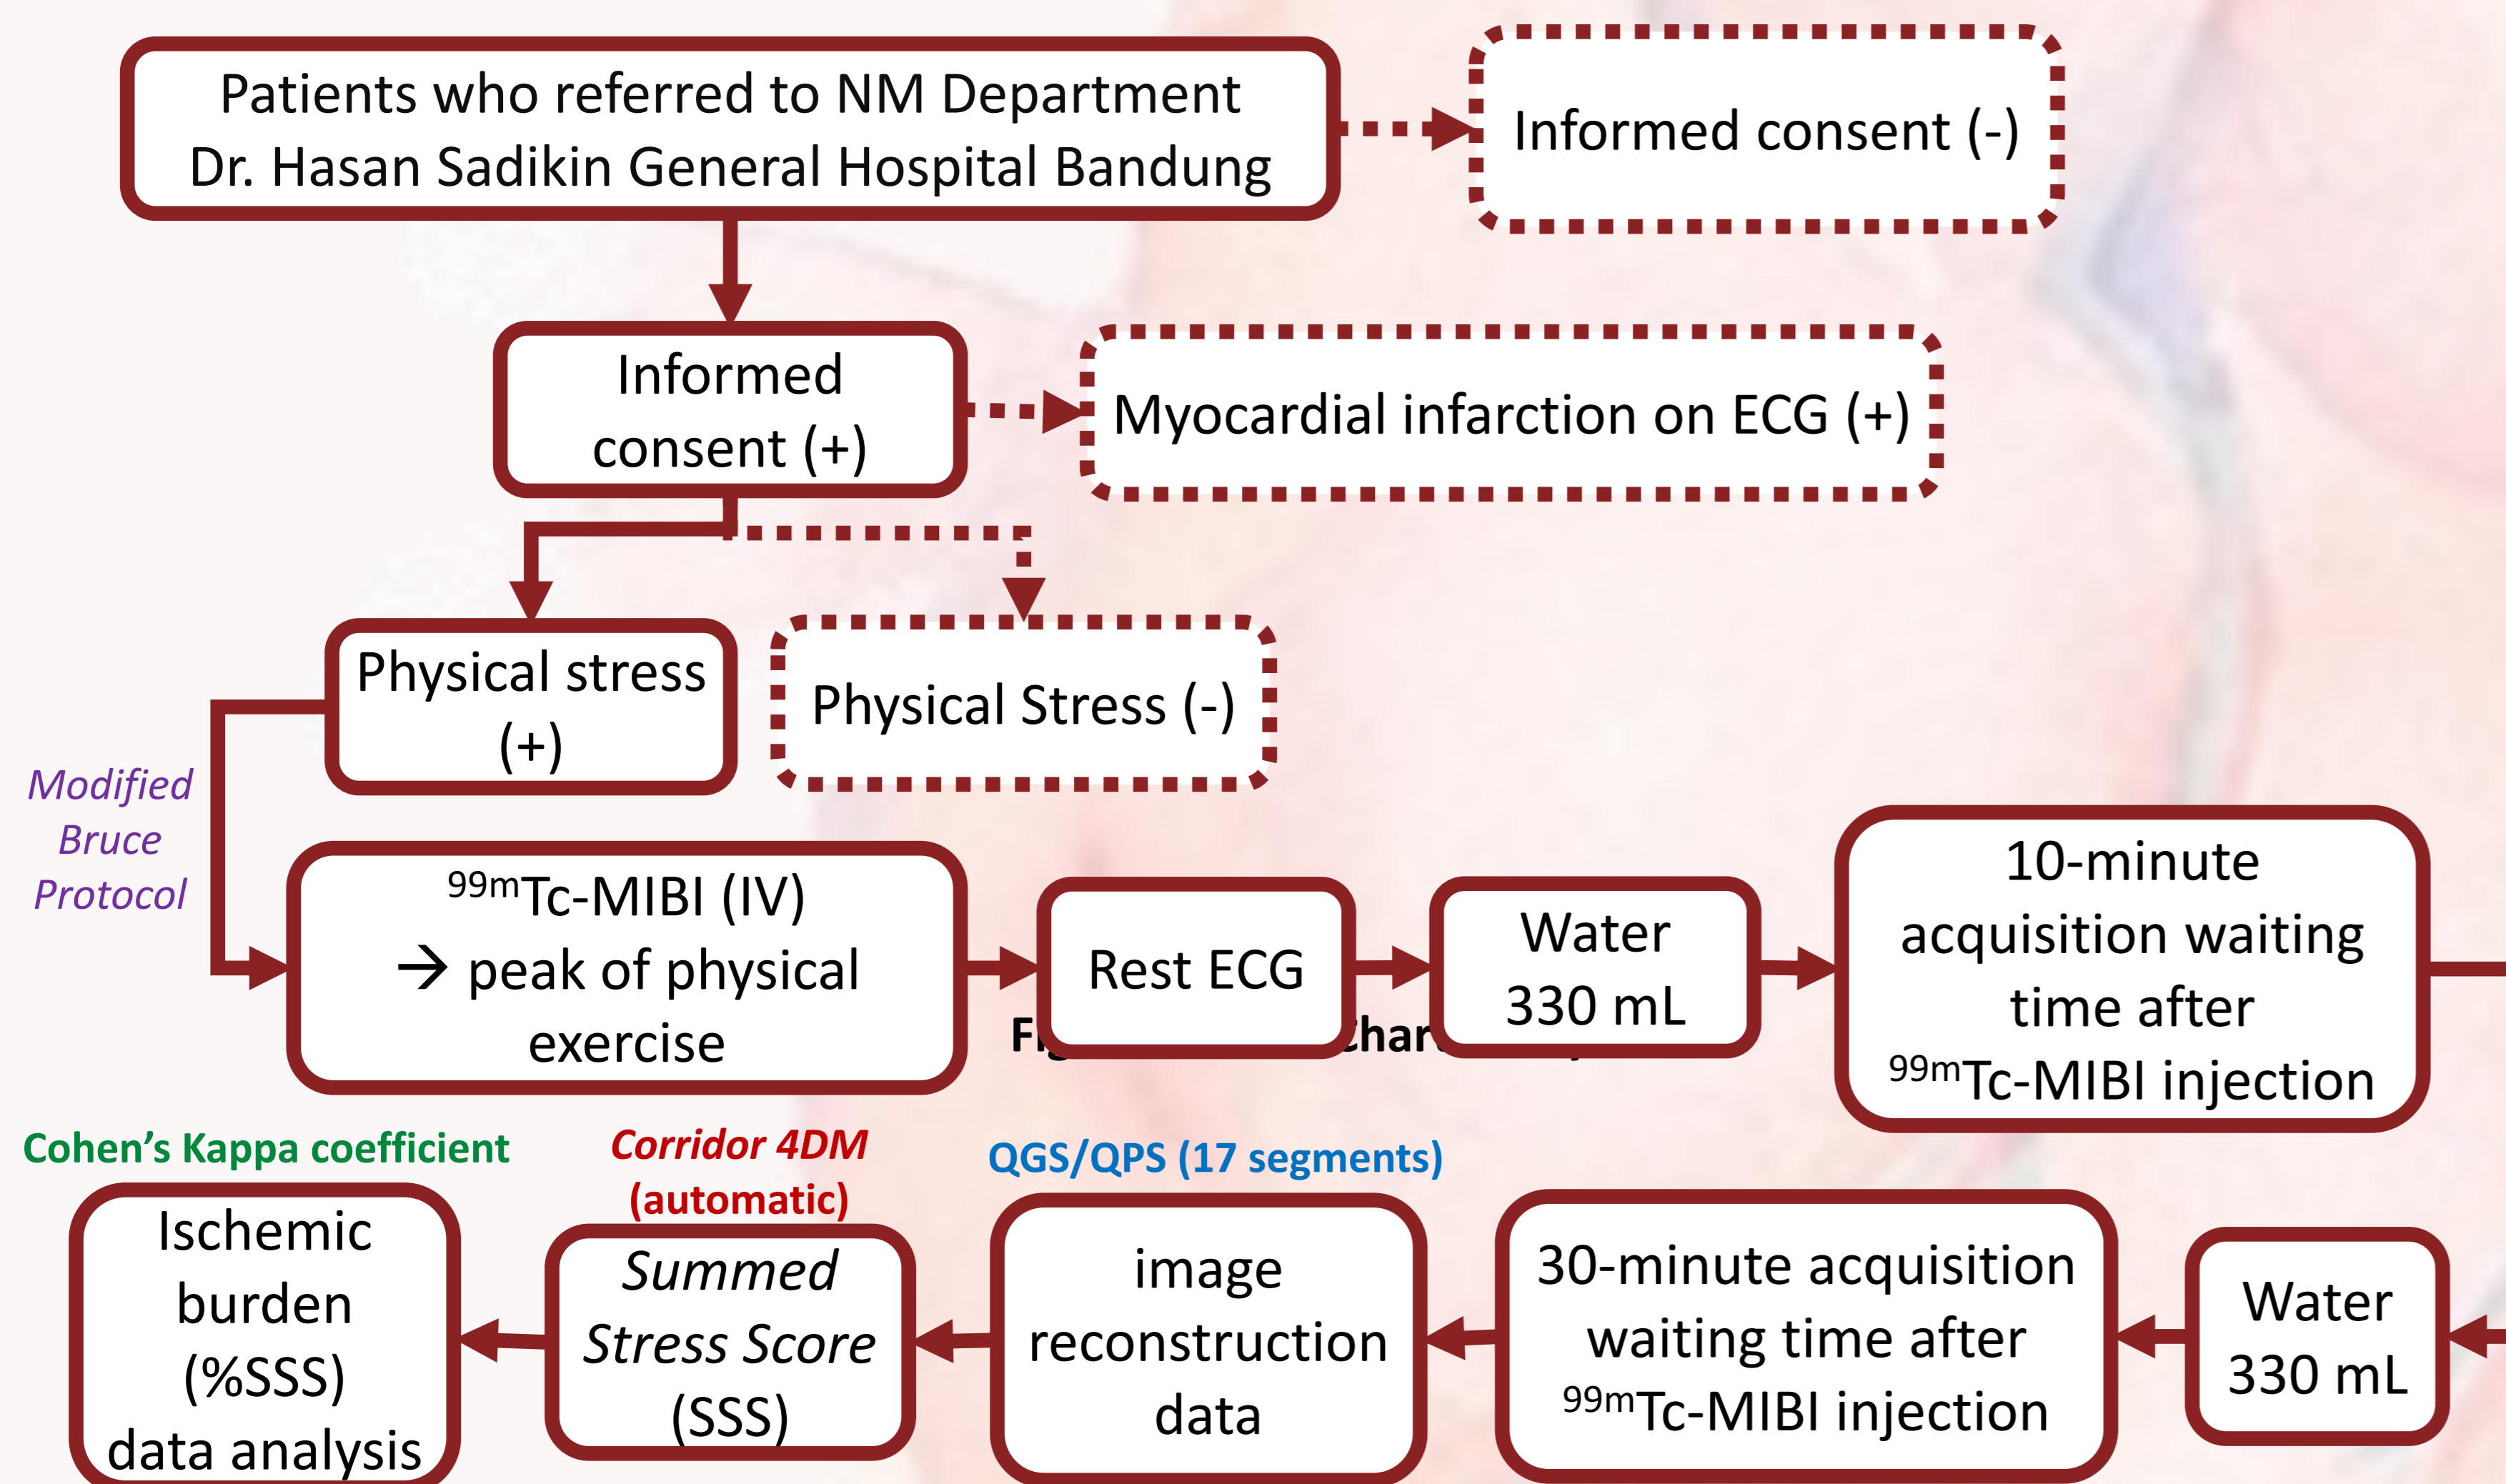 Patients who referred to NM Department
Dr. Hasan Sadikin General Hospital Bandung
Informed consent (-)
Informed
consent (+)
Myocardial infarction on ECG (+)
Physical stress
(+)
Physical Stress (-)
Modified
Bruce
Protocol
99mTc-MIBI (IV)
→ peak of physical
exercise
Rest ECG
Water
330 mL
10-minute
acquisition waiting
time after
99mTc-MIBI injection
Water
330 mL
30-minute acquisition
waiting time after
99mTc-MIBI injection
QGS/QPS (17 segments)
image
reconstruction
data
Corridor 4DM
(automatic)
Summed
Stress Score
(SSS)
Cohen's Kappa coefficient
Ischemic
burden
(%SSS)
data analysis